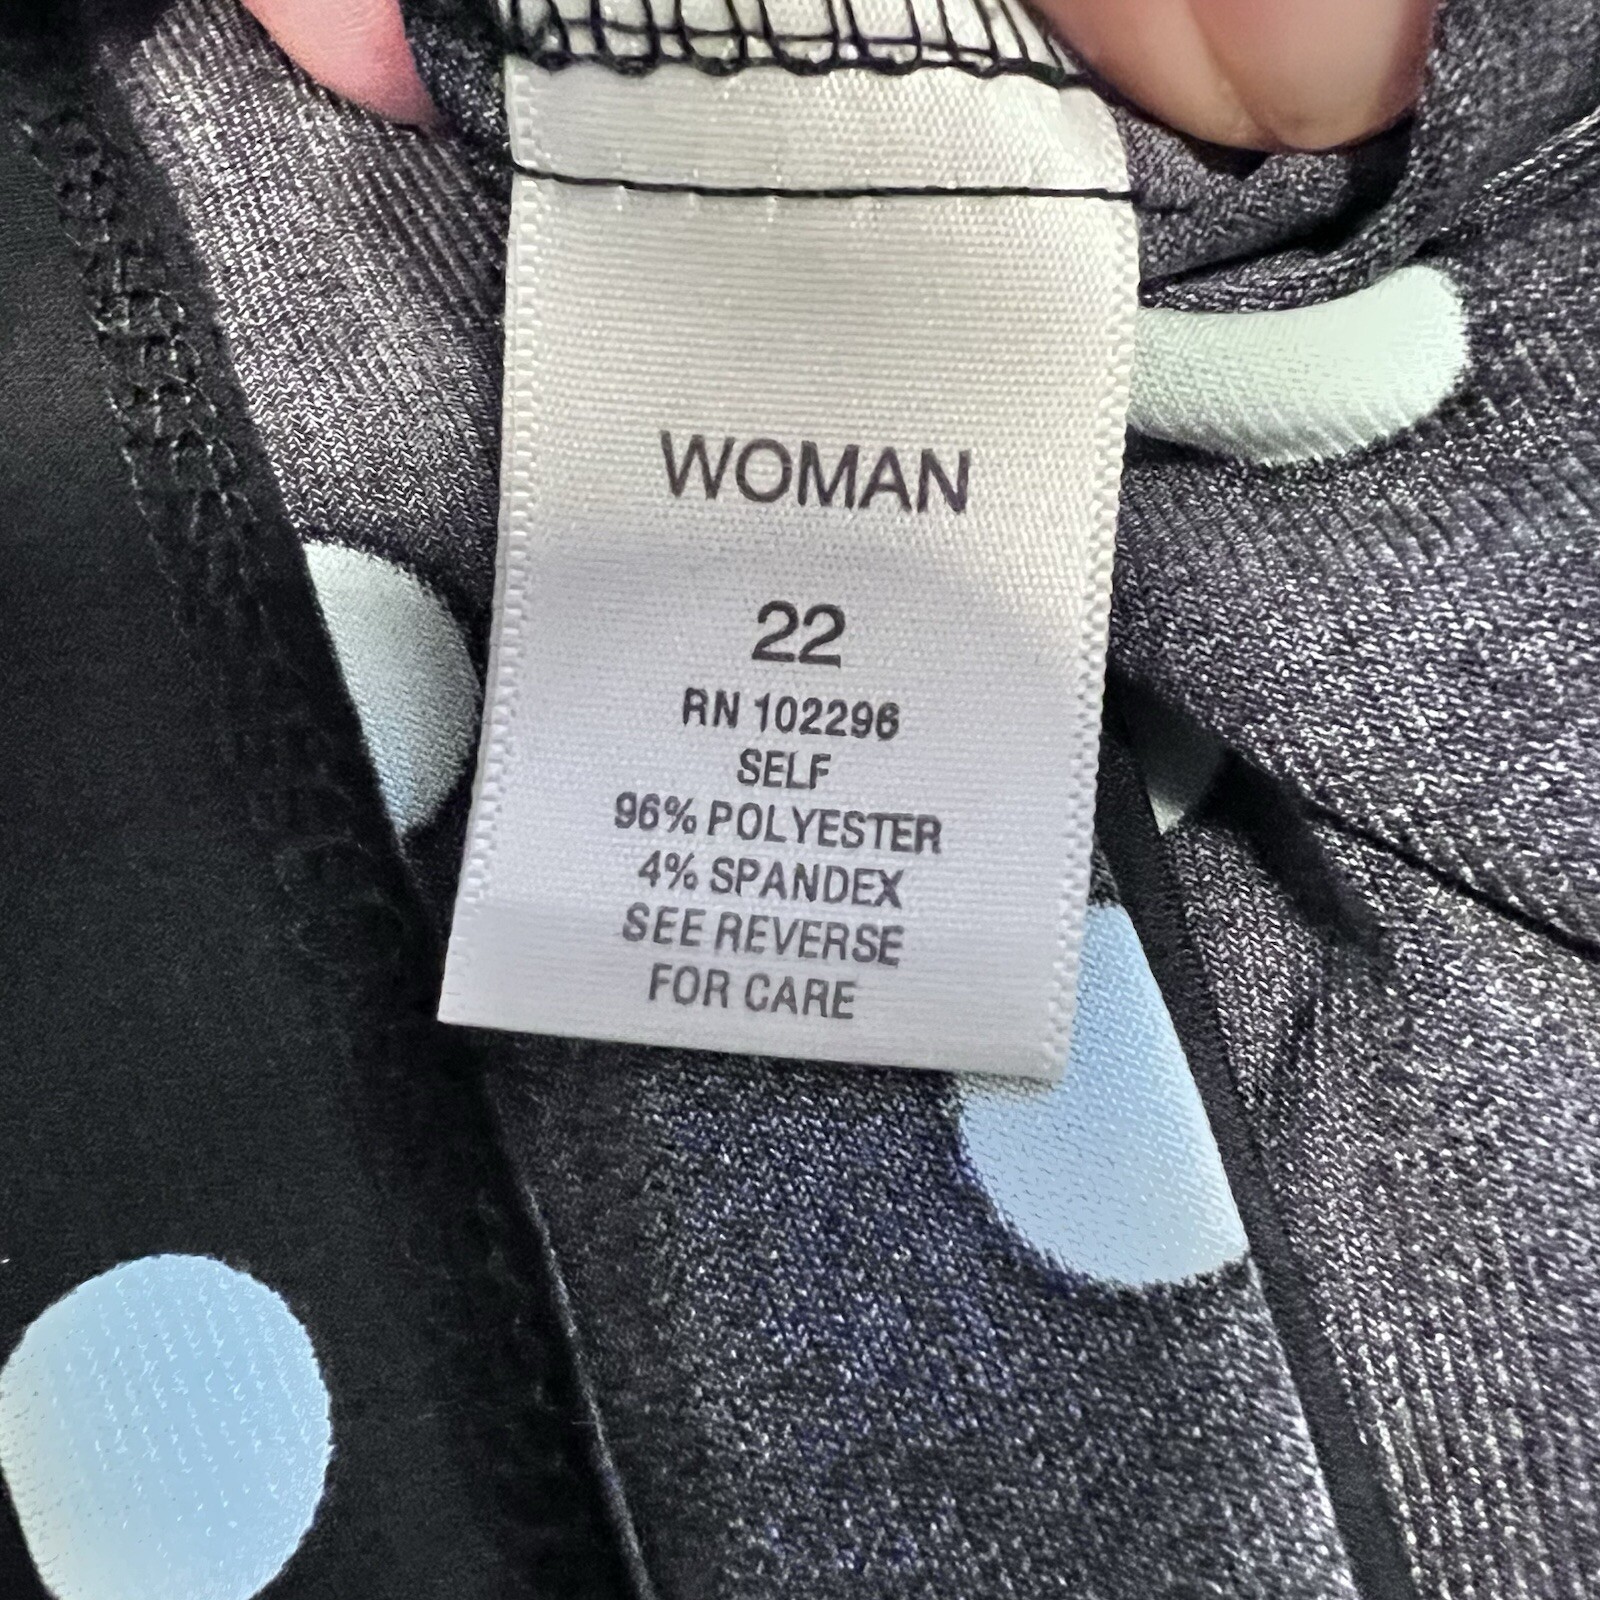 WOMAN
22
RN 102296
SELF
96% POLYESTER
4% SPANDEX
SEE REVERSE
FOR CARE